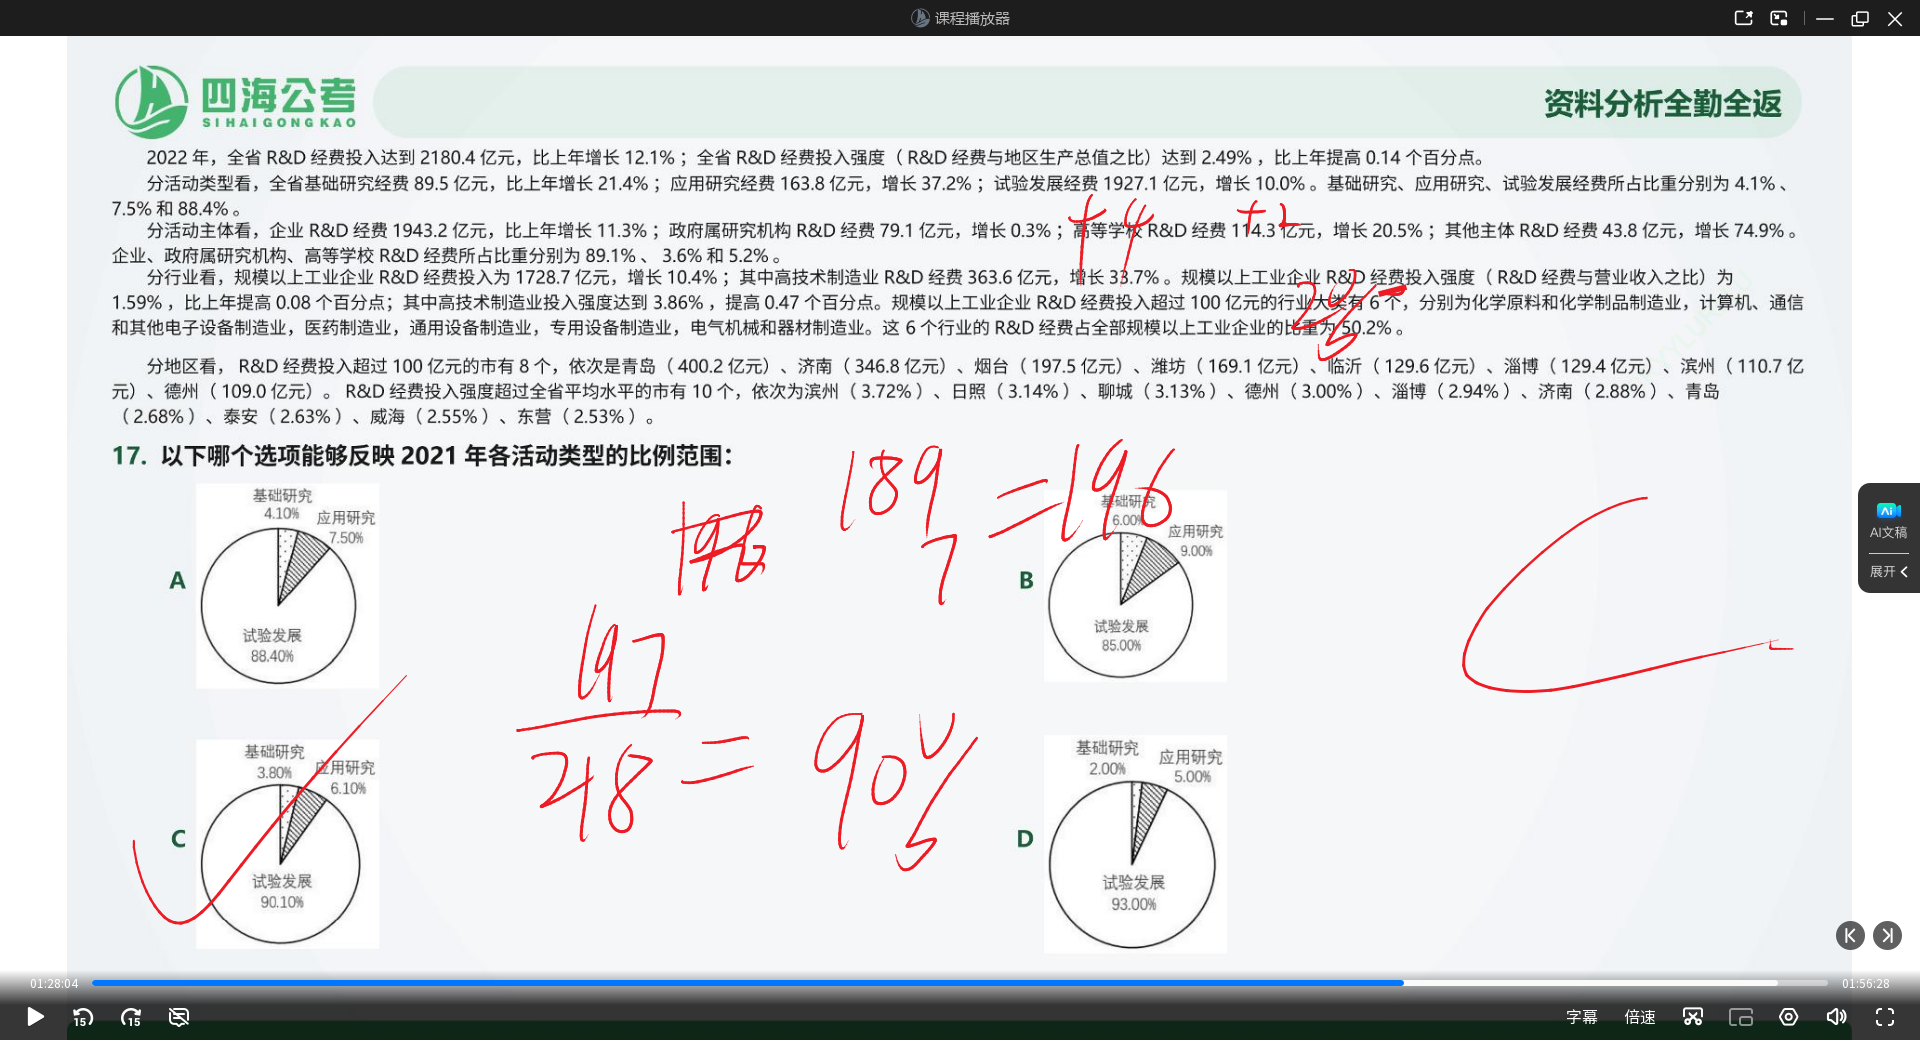 课程播放器
四海公考
SIHAIGONGKAO
资料分析全勤全返
2022 年，全省 R&D 经费投入达到 2180.4 亿元，比上年增长 12.1%；全省 R&D 经费投入强度（ R&D 经费与地区生产总值之比）达到 2.49%，比上年提高 0.14 个百分点。
分活动类型看，全省基础研究经费 89.5 亿元，比上年增长 21.4%；应用研究经费 163.8 亿元，增长 37.2%；试验发展经费 1927.1 亿元，增长 10.0%。基础研究、应用研究、试验发展经费所占比重分别为 4.1%、
7.5% 和 88.4%。
分活动主体看，企业 R&D 经费 1943.2 亿元，比上年增长 11.3%；政府属研究机构 R&D 经费 79.1 亿元，增长 0.3%；高等学校 R&D 经费 114.3 亿元，增长 20.5%；其他主体 R&D 经费 43.8 亿元，增长 74.9%。
企业、政府属研究机构、高等学校 R&D 经费所占比重分别为 89.1%、 3.6% 和 5.2%。
分行业看，规模以上工业企业 R&D 经费投入为 1728.7 亿元，增长 10.4%；其中高技术制造业 R&D 经费 363.6 亿元，增长 33.7%。规模以上工业企业 R&D 经费投入强度（ R&D 经费与营业收入之比）为
1.59%，比上年提高 0.08 个百分点；其中高技术制造业投入强度达到 3.86%，提高 0.47 个百分点。规模以上工业企业 R&D 经费投入超过 100 亿元的行业大类有 6 个，分别为化学原料和化学制品制造业，计算机、通信
和其他电子设备制造业，医药制造业，通用设备制造业，专用设备制造业，电气机械和器材制造业。这 6 个行业的 R&D 经费占全部规模以上工业企业的比重为 50.2%。
分地区看， R&D 经费投入超过 100 亿元的市有 8 个，依次是青岛（ 400.2 亿元）、济南（ 346.8 亿元）、烟台（ 197.5 亿元）、潍坊（ 169.1 亿元）、临沂（ 129.6 亿元）、淄博（ 129.4 亿元）、滨州（ 110.7 亿
元）、德州（ 109.0 亿元）。 R&D 经费投入强度超过全省平均水平的市有 10 个，依次为滨州（ 3.72%）、日照（ 3.14%）、聊城（ 3.13%）、德州（ 3.00%）、淄博（ 2.94%）、济南（ 2.88%）、青岛
（ 2.68%）、泰安（ 2.63%）、威海（ 2.55%）、东营（ 2.53%）。
+4 +2
17. 以下哪个选项能够反映 2021 年各活动类型的比例范围：
A
基础研究
4.10%
应用研究
7.50%
试验发展
88.40%
189
7
=196
B
基础研究
6.00%
应用研究
9.00%
试验发展
85.00%
197
218
=
90%
C
基础研究
3.80%
应用研究
6.10%
试验发展
90.10%
D
基础研究
2.00%
应用研究
5.00%
试验发展
93.00%
Ai
AI文稿
展开
01:28:04
01:56:28
15
15
字幕
倍速